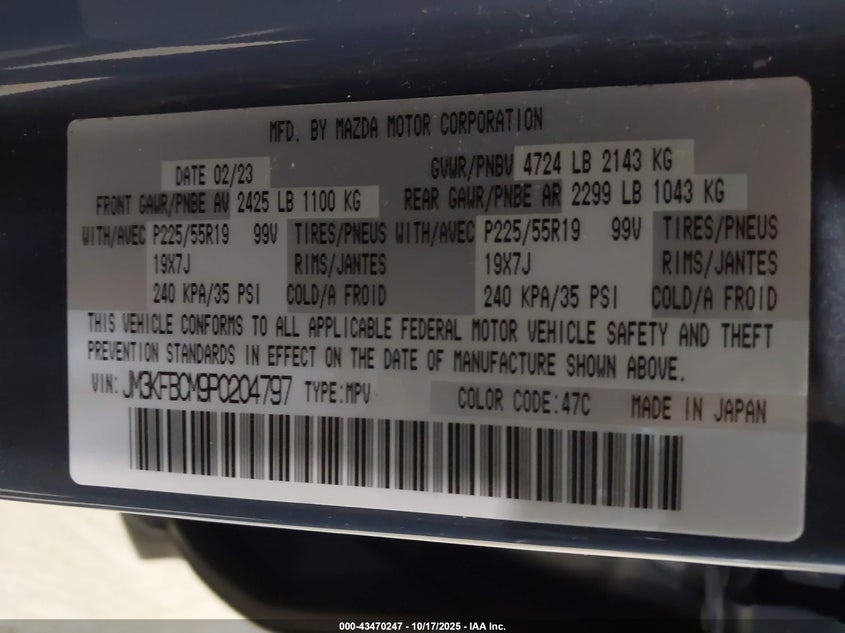 MFD. BY MAZDA MOTOR CORPORATION
DATE 02/23 GVWR/PNBV 4724 LB 2143 KG
FRONT GAWR/PNBE AV 2425 LB 1100 KG REAR GAWR/PNBE AR 2299 LB 1043 KG
WITH/AVEC P225/55R19 99V TIRES/PNEUS WITH/AVEC P225/55R19 99V TIRES/PNEUS
19X7J RIMS/JANTES 19X7J RIMS/JANTES
240 KPA/35 PSI COLD/A FROID 240 KPA/35 PSI COLD/A FROID
THIS VEHICLE CONFORMS TO ALL APPLICABLE FEDERAL MOTOR VEHICLE SAFETY AND THEFT
PREVENTION STANDARDS IN EFFECT ON THE DATE OF MANUFACTURE SHOWN ABOVE.
VIN: JM3KFBCM9P0204797 TYPE:MPV COLOR CODE:47C MADE IN JAPAN
000-43470247 - 10/17/2025 - IAA Inc.